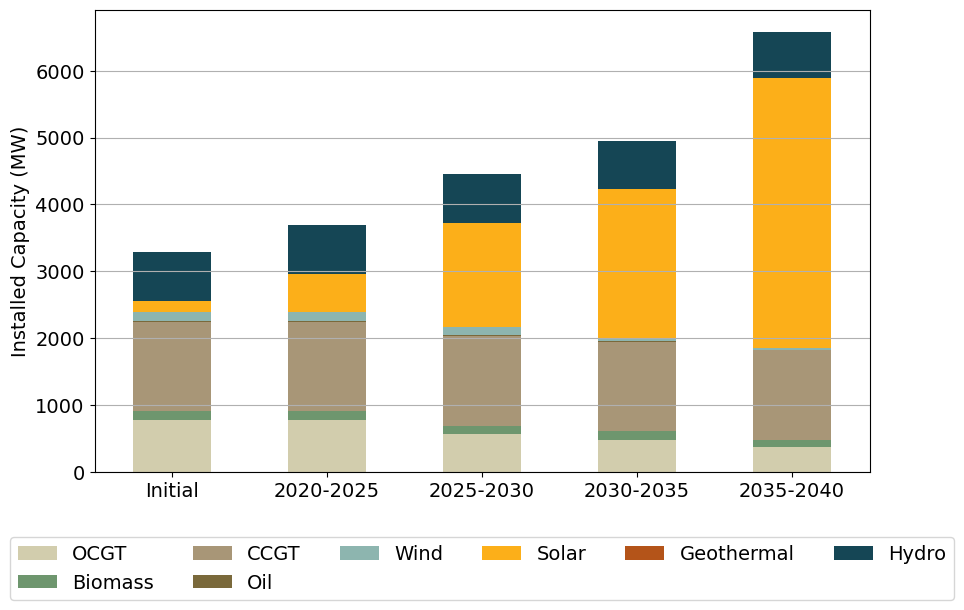 Installed Capacity (MW)
6000
5000
4000
3000
2000
1000
0
Initial 2020-2025 2025-2030 2030-2035 2035-2040
OCGT CCGT Wind Solar Geothermal Hydro
Biomass Oil